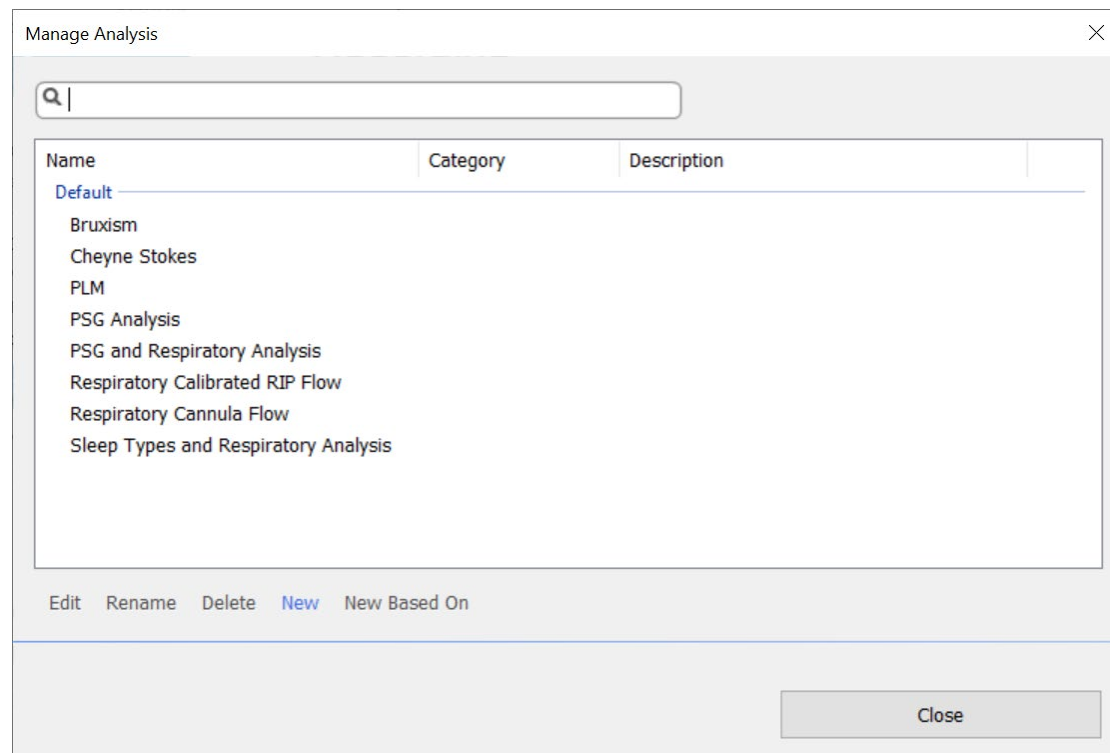 Manage Analysis
Name Category Description
Default
Bruxism
Cheyne Stokes
PLM
PSG Analysis
PSG and Respiratory Analysis
Respiratory Calibrated RIP Flow
Respiratory Cannula Flow
Sleep Types and Respiratory Analysis
Edit Rename Delete New New Based On
Close